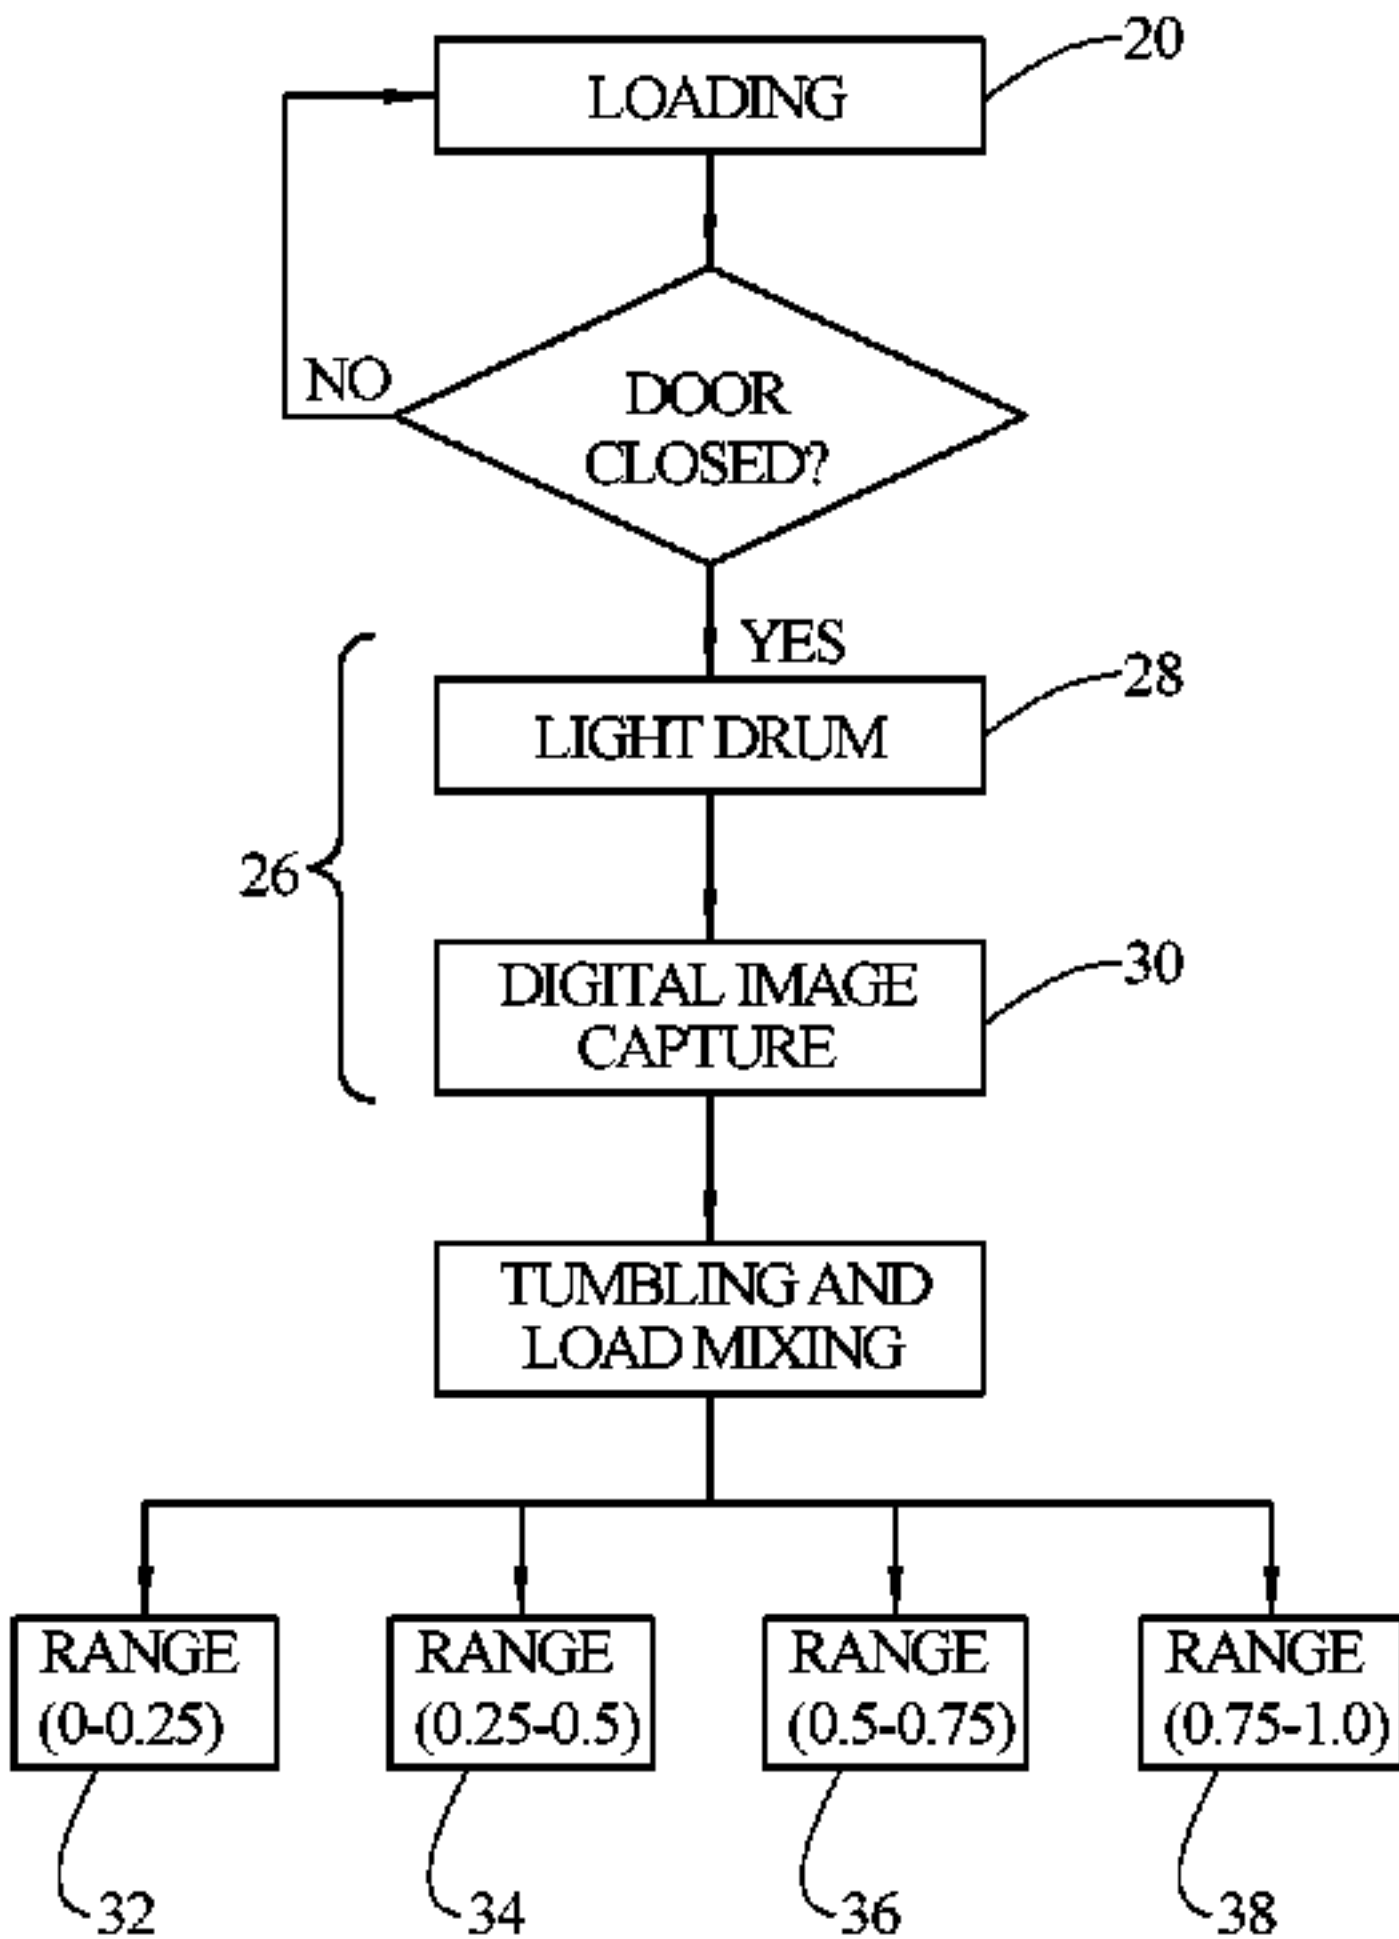 20
LOADING
NO
DOOR
CLOSED?
YES
28
LIGHT DRUM
26
30
DIGITAL IMAGE
CAPTURE
TUMBLING AND
LOAD MIXING
RANGE
(0-0.25)
RANGE
(0.25-0.5)
RANGE
(0.5-0.75)
RANGE
(0.75-1.0)
32
34
36
38